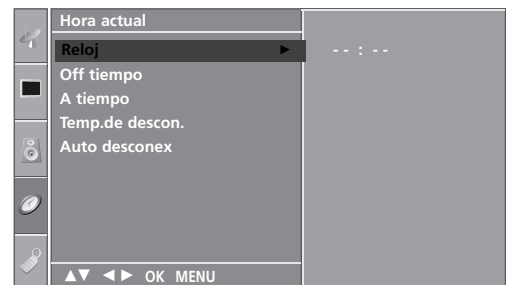 Hora actual
Reloj ► -- : --
Off tiempo
A tiempo
Temp.de descon.
Auto desconex
▲▼ ◄► OK MENU